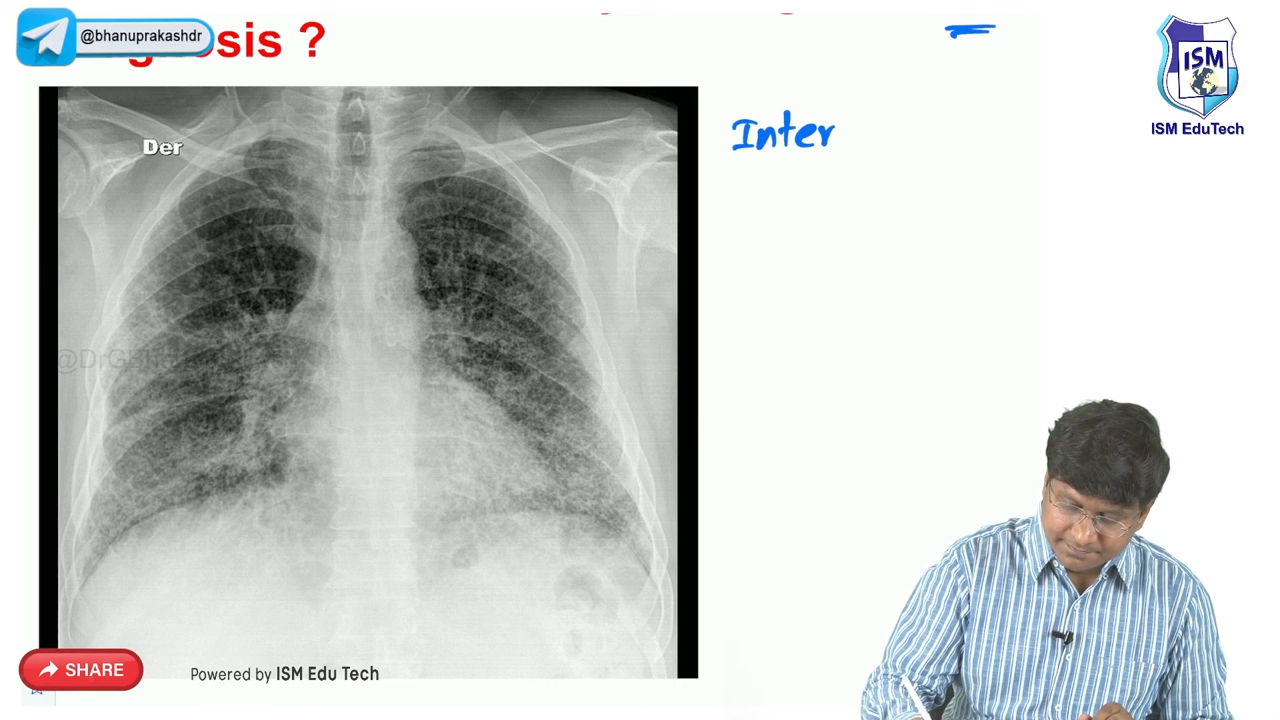 @bhanuprakashdr
sis ?
Inter
Der
ISM
ISM EduTech
SHARE
Powered by ISM Edu Tech